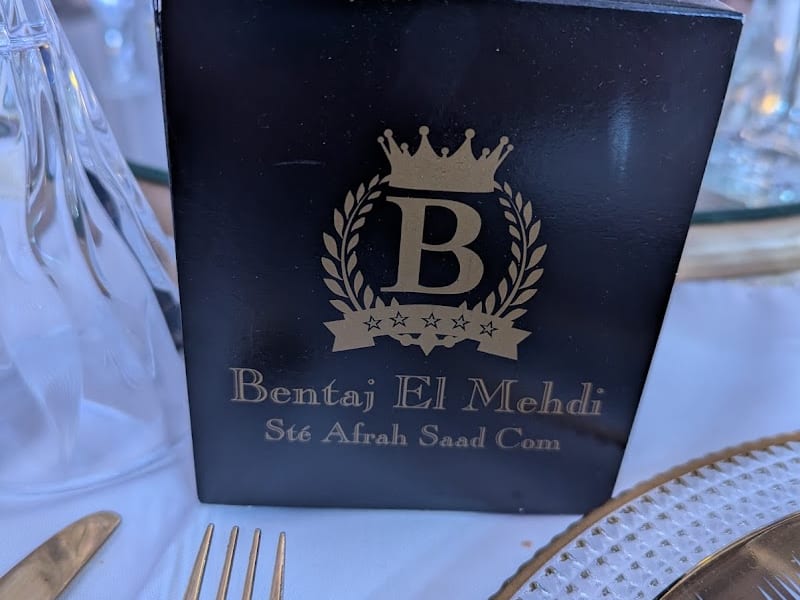 B
Bentaj El Mehdi
Sté Afrah Saad Com